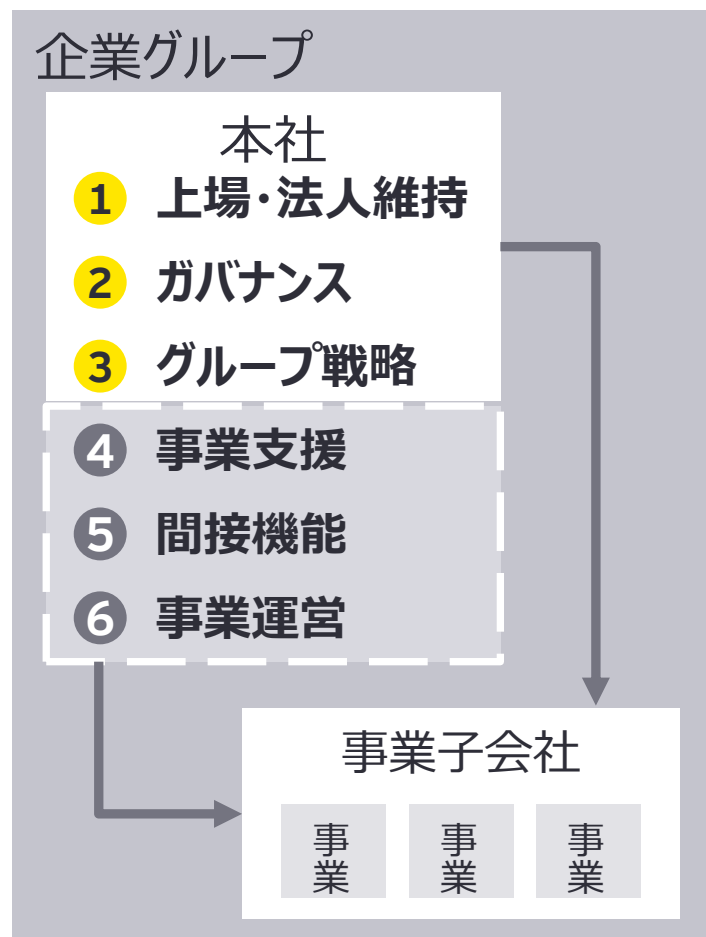 企業グループ
本社
1 上場・法人維持
2 ガバナンス
3 グループ戦略
4 事業支援
5 間接機能
6 事業運営
事業子会社
事業
事業
事業